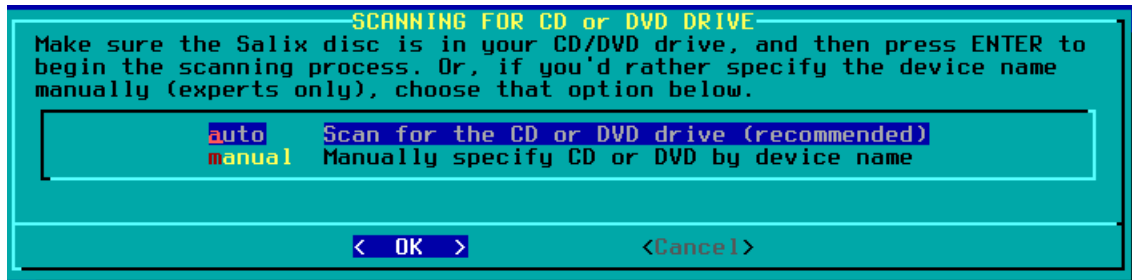 SCANNING FOR CD or DVD DRIVE
Make sure the Salix disc is in your CD/DVD drive, and then press ENTER to
begin the scanning process. Or, if you'd rather specify the device name
manually (experts only), choose that option below.
auto Scan for the CD or DVD drive (recommended)
manual Manually specify CD or DVD by device name
< OK > <Cancel>